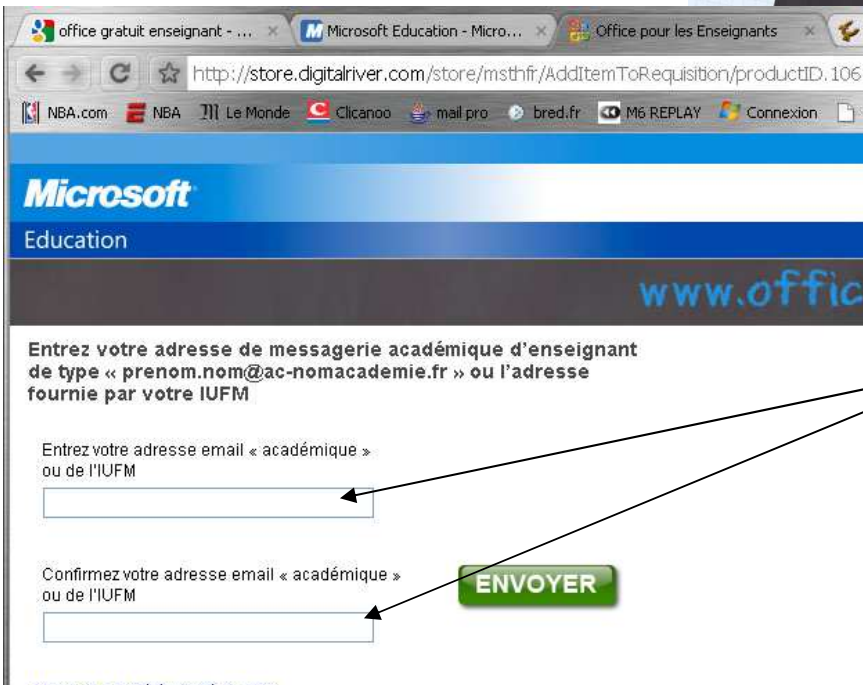 office gratuit enseignant - ...
Microsoft Education - Micro...
Office pour les Enseignants
http://store.digitalriver.com/store/msthfr/AddItemToRequisition/productID.106
NBA.com NBA Le Monde Clicanoo mail pro bred.fr M6 REPLAY Connexion
Microsoft
Education
www.offic
Entrez votre adresse de messagerie académique d'enseignant
de type « prenom.nom@ac-nomacademie.fr » ou l'adresse
fournie par votre IUFM
Entrez votre adresse email « académique »
ou de l'IUFM
Confirmez votre adresse email « académique »
ou de l'IUFM
ENVOYER